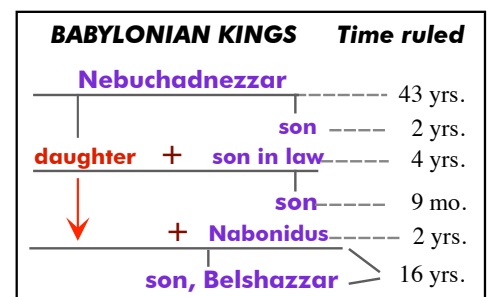 BABYLONIAN KINGS Time ruled
Nebuchadnezzar 43 yrs.
son 2 yrs.
daughter + son in law 4 yrs.
son 9 mo.
+ Nabonidus 2 yrs.
son, Belshazzar 16 yrs.